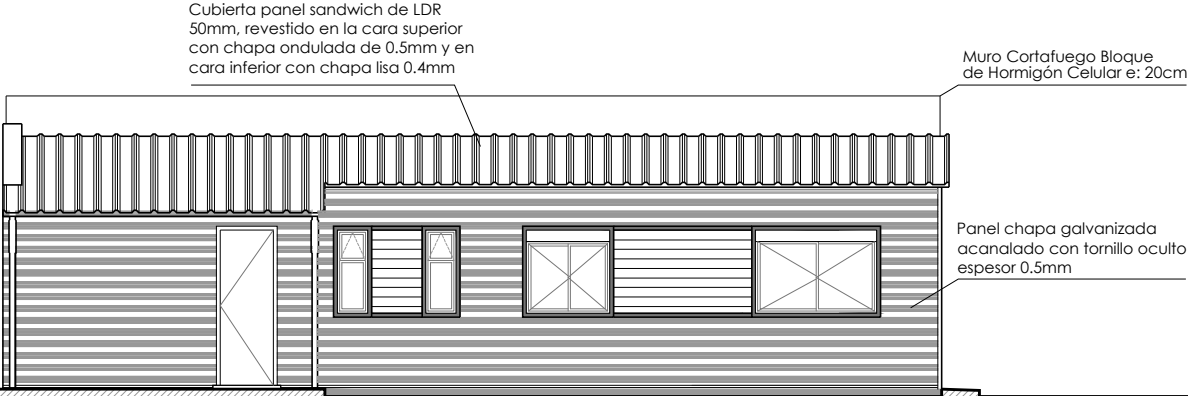 Cubierta panel sandwich de LDR
50mm, revestido en la cara superior
con chapa ondulada de 0.5mm y en
cara inferior con chapa lisa 0.4mm
Muro Cortafuego Bloque
de Hormigón Celular e: 20cm
Panel chapa galvanizada
acanalado con tornillo oculto
espesor 0.5mm